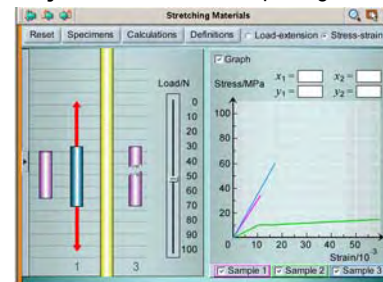 Stretching Materials
Reset Specimens Calculations Definitions Load-extension Stress-strain
Graph
Load/N
Stress/MPa
x₁ = x₂ =
y₁ = y₂ =
0
10
20
30
40
50
60
70
80
90
100
100
80
60
40
20
0 10 20 30 40 50
Strain/10⁻³
1 3
Sample 1 Sample 2 Sample 3